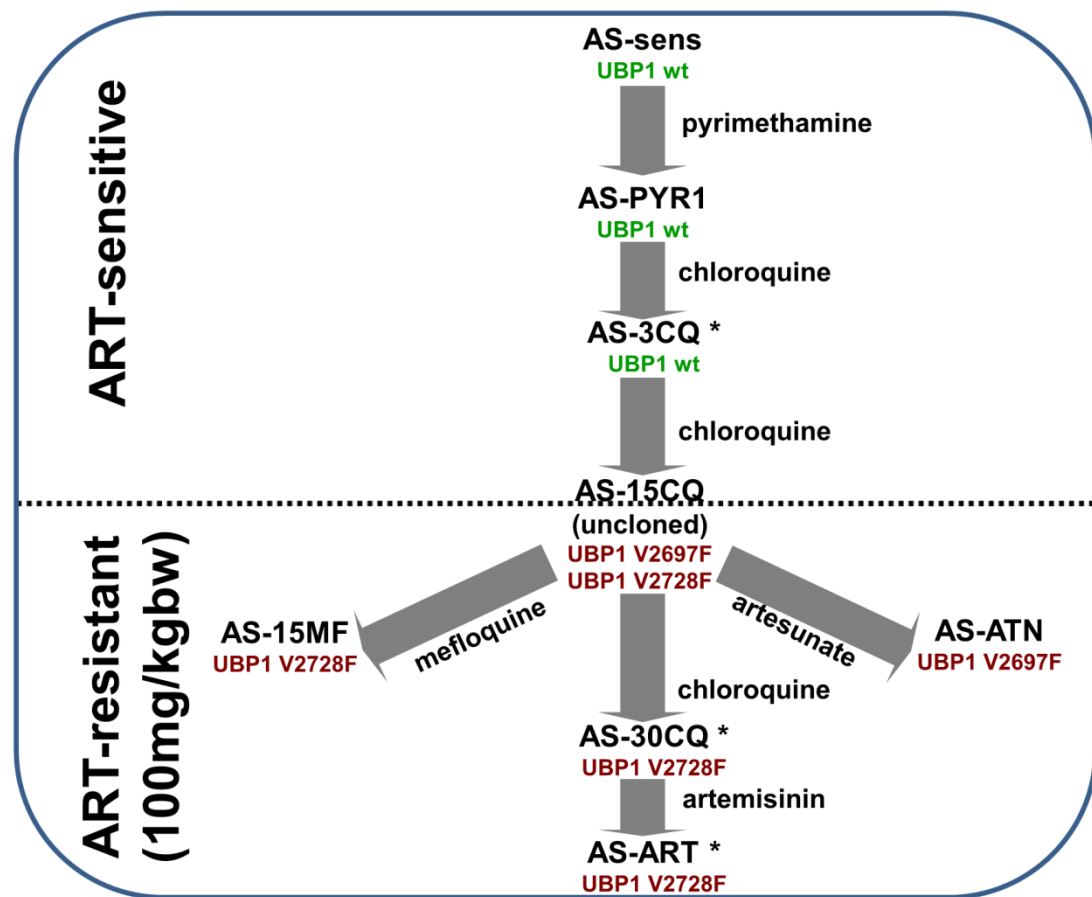 ART-sensitive
AS-sens
UBP1 wt
pyrimethamine
AS-PYR1
UBP1 wt
chloroquine
AS-3CQ *
UBP1 wt
chloroquine
AS-15CQ
(uncloned)
UBP1 V2697F
UBP1 V2728F
ART-resistant
(100mg/kgbw)
mefloquine
artesunate
AS-15MF
UBP1 V2728F
AS-ATN
UBP1 V2697F
chloroquine
AS-30CQ *
UBP1 V2728F
artemisinin
AS-ART *
UBP1 V2728F